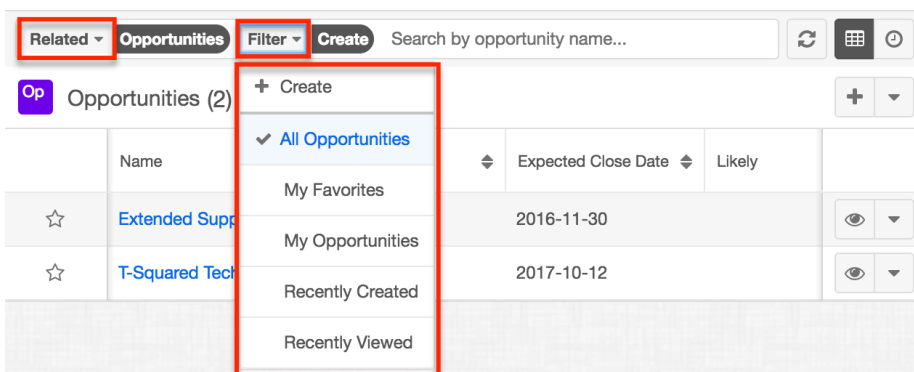 Related Opportunities Filter Create Search by opportunity name...
Op Opportunities (2)
Create
All Opportunities
My Favorites
My Opportunities
Recently Created
Recently Viewed
Name Expected Close Date Likely
Extended Supp 2016-11-30
T-Squared Tech 2017-10-12